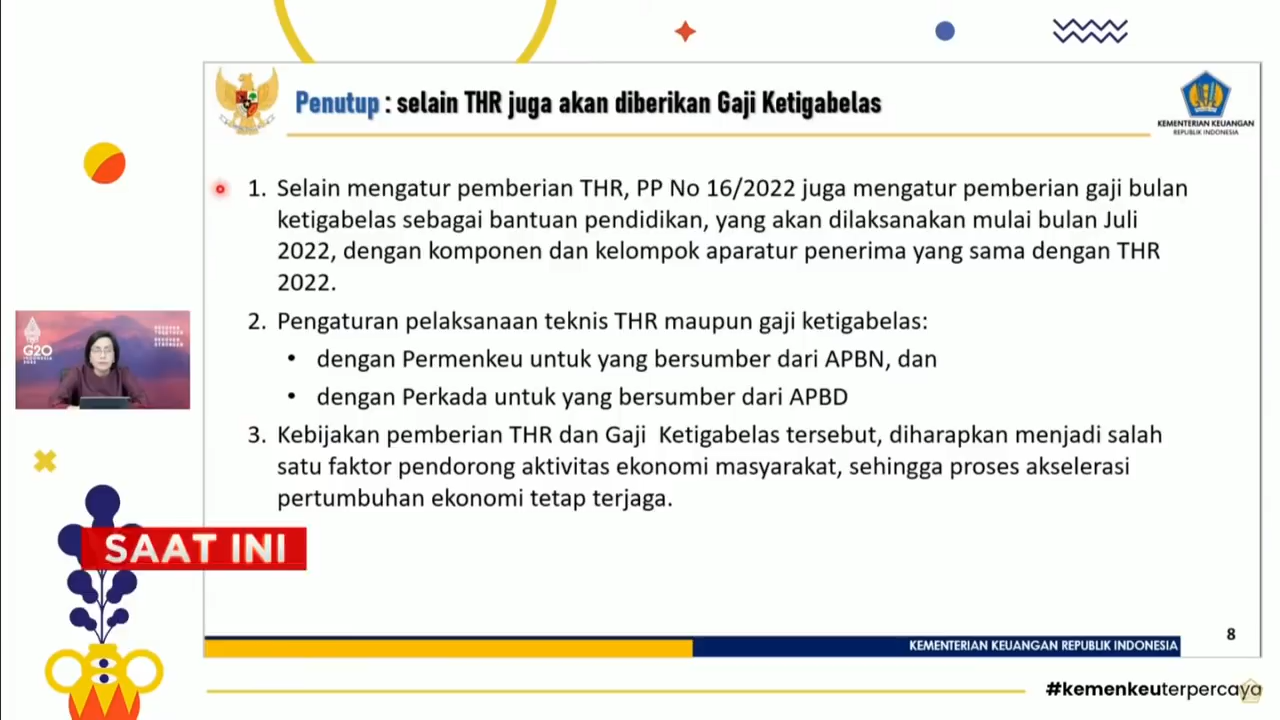 Penutup : selain THR juga akan diberikan Gaji Ketigabelas
KEMENTERIAN KEUANGAN
REPUBLIK INDONESIA
1. Selain mengatur pemberian THR, PP No 16/2022 juga mengatur pemberian gaji bulan
ketigabelas sebagai bantuan pendidikan, yang akan dilaksanakan mulai bulan Juli
2022, dengan komponen dan kelompok aparatur penerima yang sama dengan THR
2022.
2. Pengaturan pelaksanaan teknis THR maupun gaji ketigabelas:
• dengan Permenkeu untuk yang bersumber dari APBN, dan
• dengan Perkada untuk yang bersumber dari APBD
3. Kebijakan pemberian THR dan Gaji  Ketigabelas tersebut, diharapkan menjadi salah
satu faktor pendorong aktivitas ekonomi masyarakat, sehingga proses akselerasi
pertumbuhan ekonomi tetap terjaga.
G20
SAAT INI
8
KEMENTERIAN KEUANGAN REPUBLIK INDONESIA
#kemenkeuterpercaya